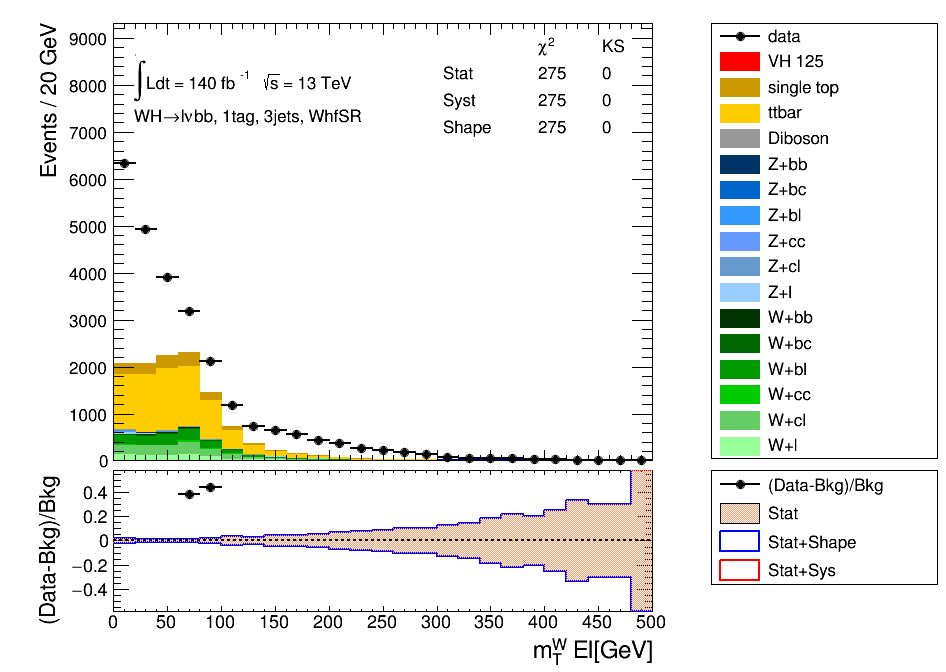 Events / 20 GeV
9000
8000
7000
6000
5000
4000
3000
2000
1000
0
∫Ldt = 140 fb⁻¹ √s = 13 TeV
WH→lνbb, 1tag, 3jets, WhfSR
χ² KS
Stat 275 0
Syst 275 0
Shape 275 0
data
VH 125
single top
ttbar
Diboson
Z+bb
Z+bc
Z+bl
Z+cc
Z+cl
Z+l
W+bb
W+bc
W+bl
W+cc
W+cl
W+l
(Data-Bkg)/Bkg
0.4
0.2
0
−0.2
−0.4
0 50 100 150 200 250 300 350 400 450 500
m_T^W El[GeV]
(Data-Bkg)/Bkg
Stat
Stat+Shape
Stat+Sys